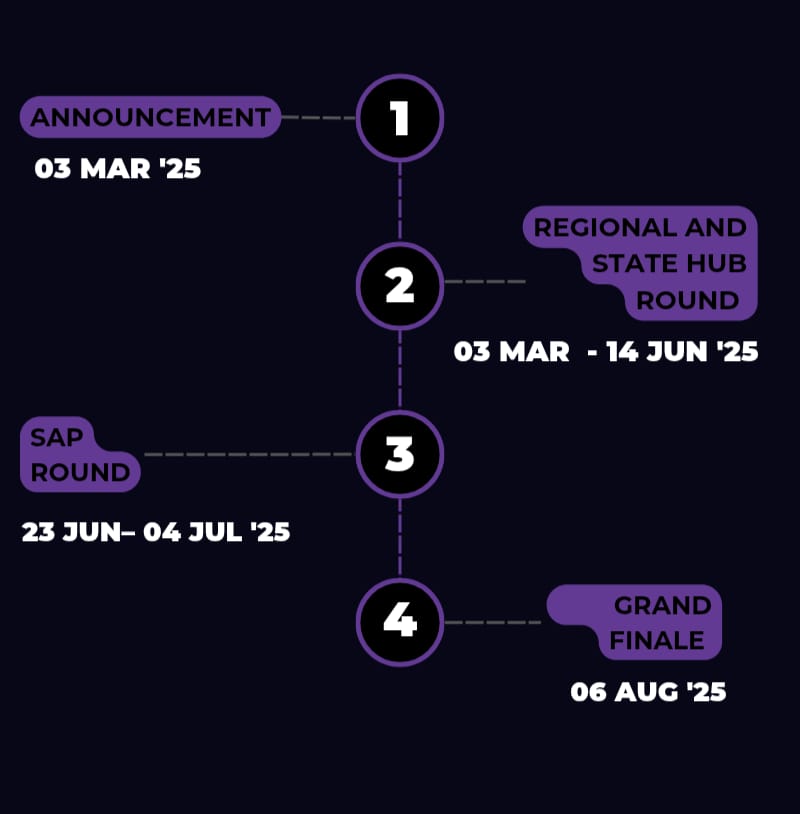 ANNOUNCEMENT
1
03 MAR '25
REGIONAL AND
STATE HUB
ROUND
2
03 MAR  - 14 JUN '25
SAP
ROUND
3
23 JUN– 04 JUL '25
GRAND
FINALE
4
06 AUG '25